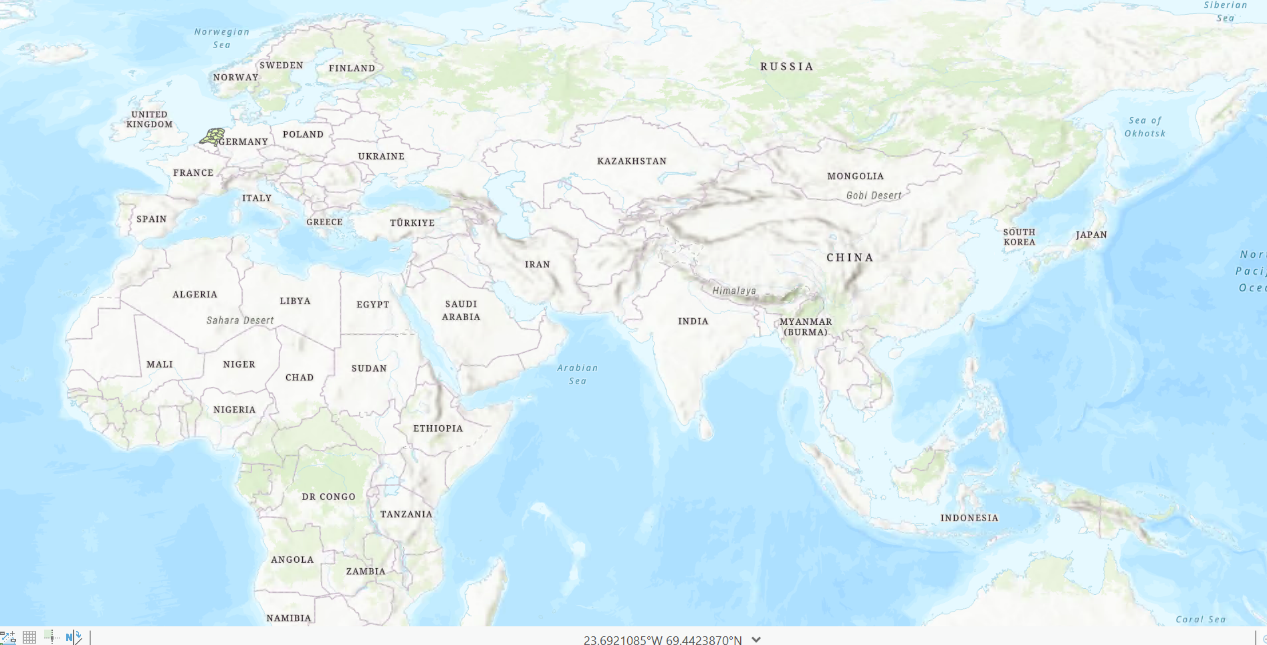 Siberian
Sea
Norwegian
Sea
SWEDEN
FINLAND
NORWAY
RUSSIA
UNITED
KINGDOM
Sea of
Okhotsk
POLAND
GERMANY
UKRAINE
KAZAKHSTAN
FRANCE
MONGOLIA
Gobi Desert
ITALY
SPAIN
GREECE
TÜRKIYE
SOUTH
KOREA
JAPAN
IRAN
CHINA
Nor
Paci
Oce
ALGERIA
LIBYA
EGYPT
SAUDI
ARABIA
Himalaya
Sahara Desert
INDIA
MYANMAR
(BURMA)
MALI
NIGER
CHAD
SUDAN
Arabian
Sea
NIGERIA
ETHIOPIA
DR CONGO
TANZANIA
INDONESIA
ANGOLA
ZAMBIA
NAMIBIA
Coral Sea
N
23.6921085°W 69.4423870°N